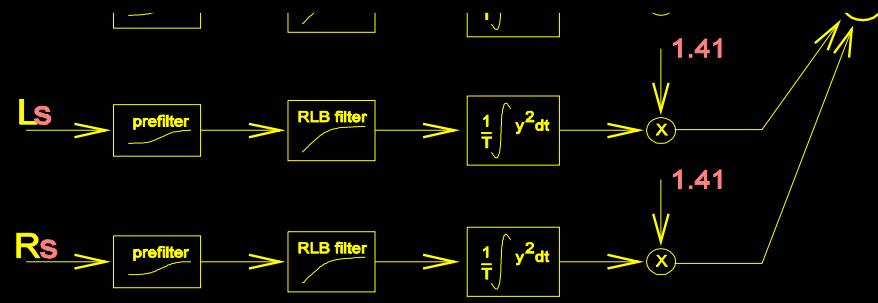 T
1.41
Ls
prefilter
RLB filter
1/T ∫ y²dt
X
1.41
Rs
prefilter
RLB filter
1/T ∫ y²dt
X